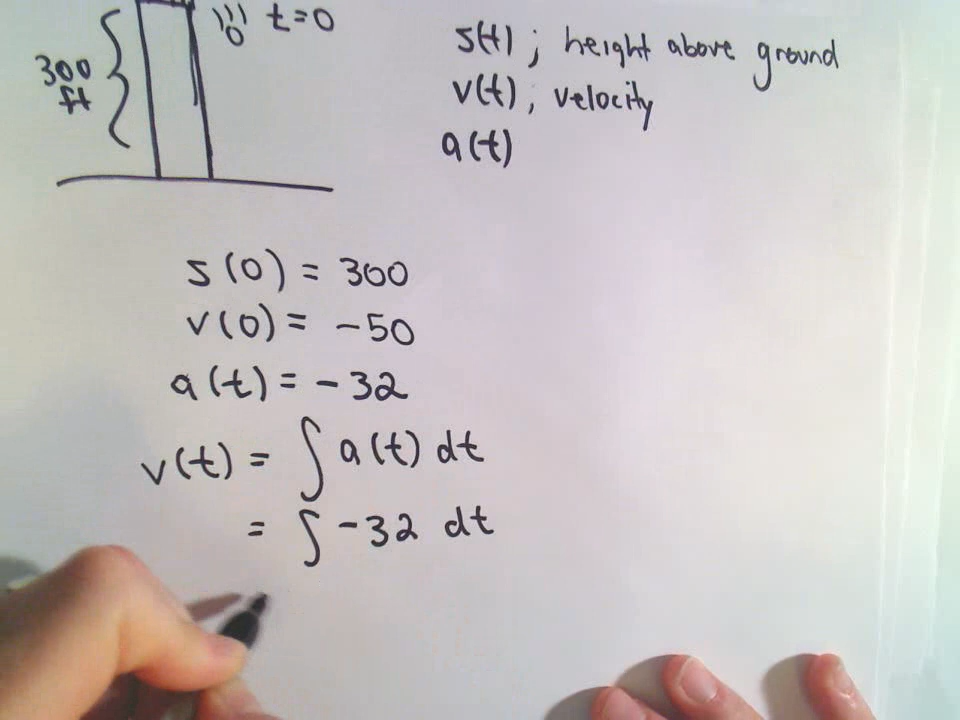 t=0
300
ft
s(t) ; height above ground
v(t) ; velocity
a(t)
s(0) = 300
v(0) = -50
a(t) = -32
v(t) = ∫ a(t) dt
= ∫ -32 dt